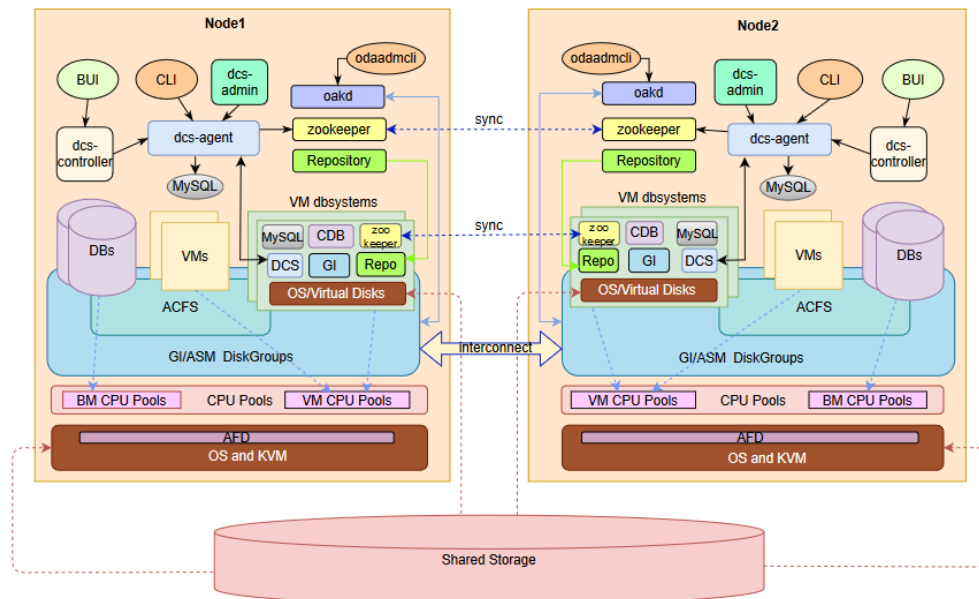 Node1
Node2
odaadmcli
odaadmcli
BUI
CLI
dcs-
admin
oakd
oakd
dcs-
admin
CLI
BUI
dcs-
controller
dcs-agent
zookeeper
sync
zookeeper
dcs-agent
dcs-
controller
Repository
Repository
MySQL
MySQL
VM dbsystems
VM dbsystems
DBs
VMs
MySQL
CDB
zoo
keeper
sync
zoo
keeper
CDB
MySQL
VMs
DBs
DCS
GI
Repo
Repo
GI
DCS
OS/Virtual Disks
OS/Virtual Disks
ACFS
ACFS
GI/ASM DiskGroups
Interconnect
GI/ASM DiskGroups
BM CPU Pools
CPU Pools
VM CPU Pools
VM CPU Pools
CPU Pools
BM CPU Pools
AFD
AFD
OS and KVM
OS and KVM
Shared Storage